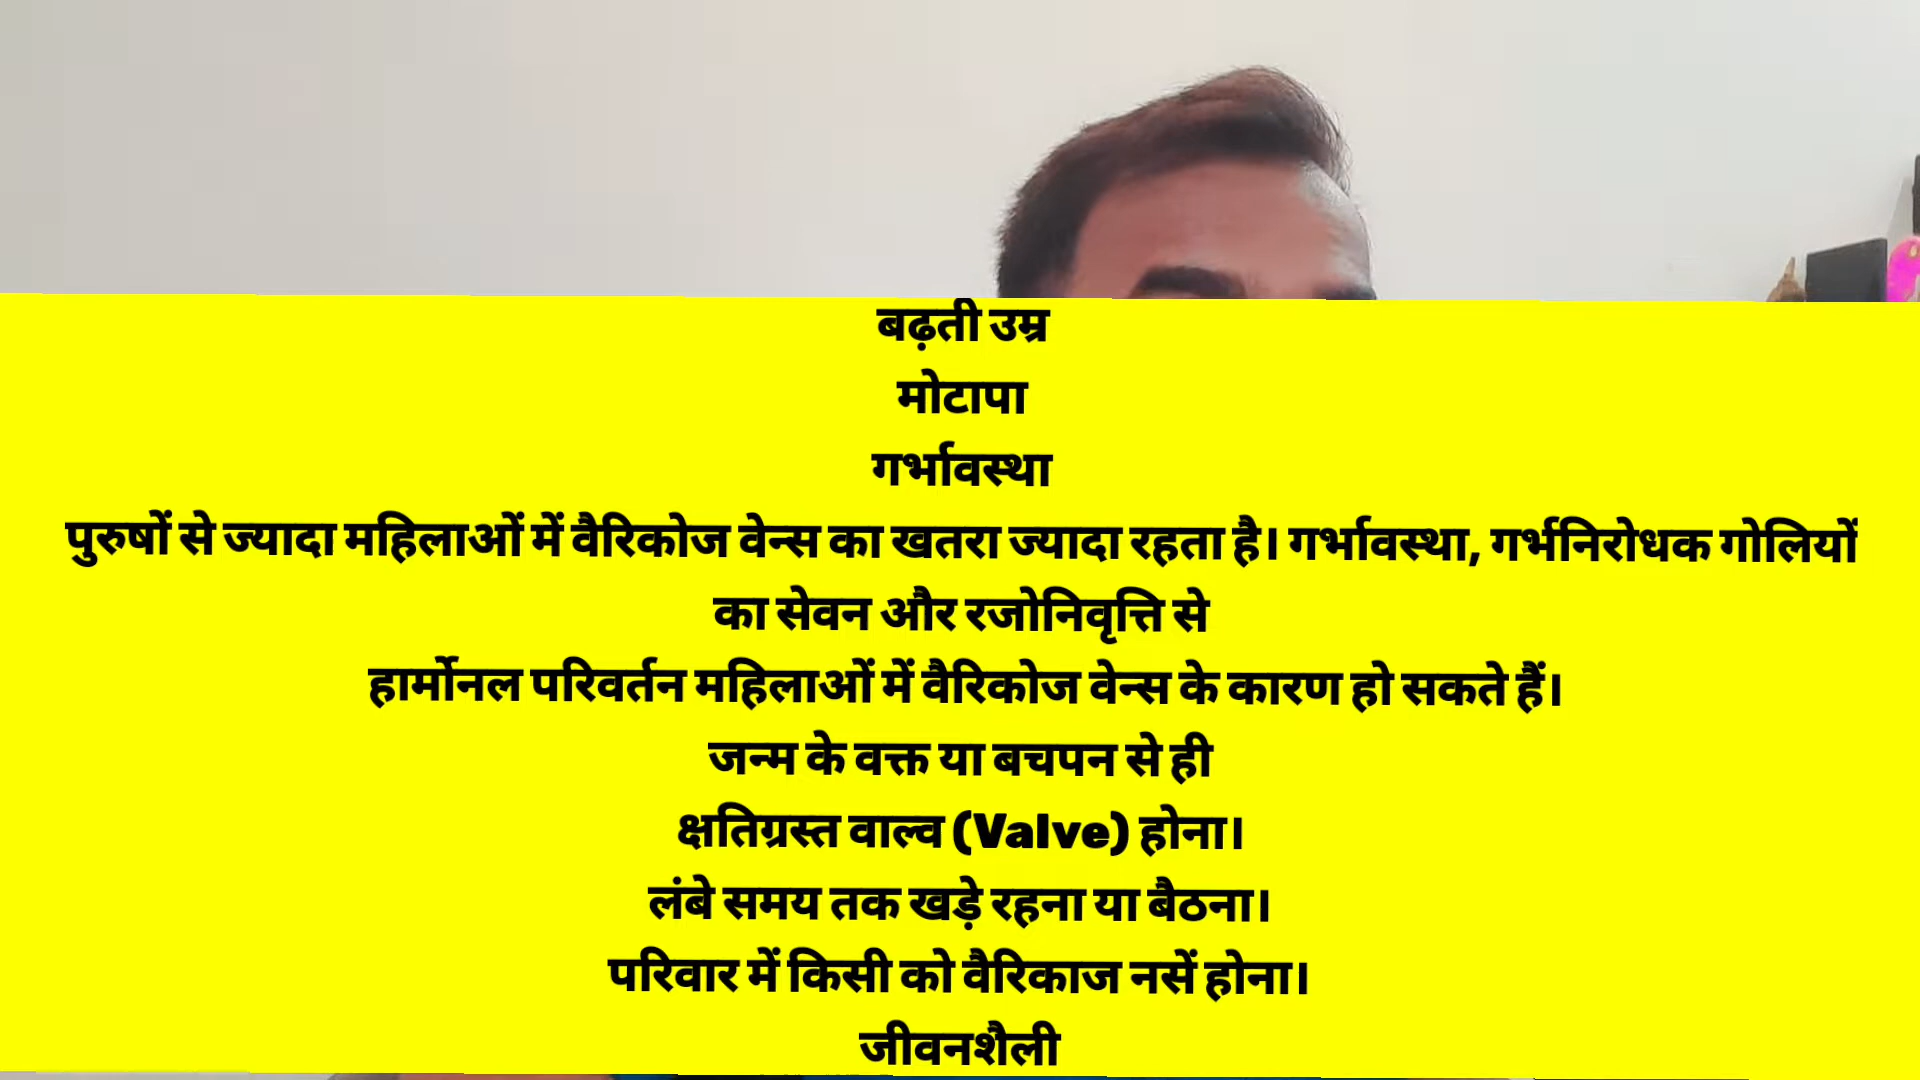 बढ़ती उम्र
मोटापा
गर्भावस्था
पुरुषों से ज्यादा महिलाओं में वैरिकोज वेन्स का खतरा ज्यादा रहता है। गर्भावस्था, गर्भनिरोधक गोलियों
का सेवन और रजोनिवृत्ति से
हार्मोनल परिवर्तन महिलाओं में वैरिकोज वेन्स के कारण हो सकते हैं।
जन्म के वक्त या बचपन से ही
क्षतिग्रस्त वाल्व (Valve) होना।
लंबे समय तक खड़े रहना या बैठना।
परिवार में किसी को वैरिकाज नसें होना।
जीवनशैली